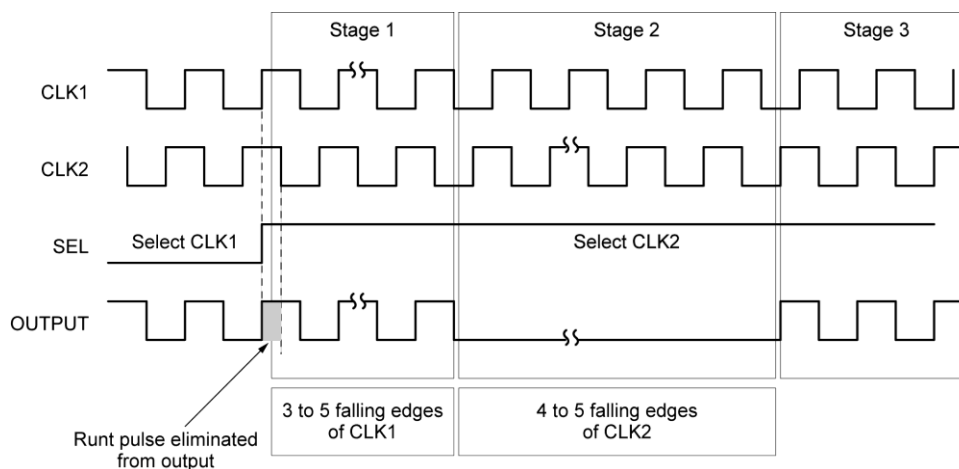 Stage 1
Stage 2
Stage 3
CLK1
CLK2
SEL
Select CLK1
Select CLK2
OUTPUT
3 to 5 falling edges
of CLK1
4 to 5 falling edges
of CLK2
Runt pulse eliminated
from output